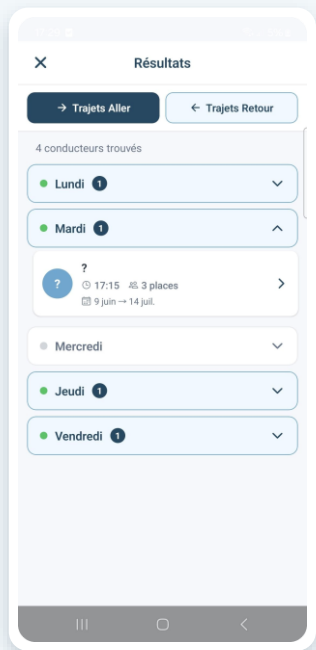 Résultats
→ Trajets Aller
← Trajets Retour
4 conducteurs trouvés
Lundi 1
Mardi 1
?
? 17:15 3 places
9 juin → 14 juil.
Mercredi
Jeudi 1
Vendredi 1